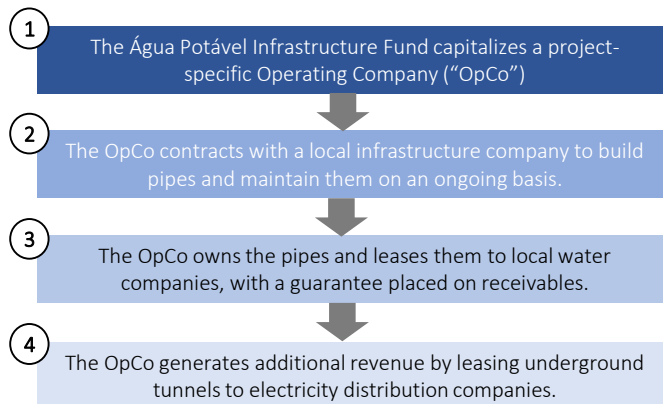 1
The Água Potável Infrastructure Fund capitalizes a project-
specific Operating Company (“OpCo”)
2
The OpCo contracts with a local infrastructure company to build
pipes and maintain them on an ongoing basis.
3
The OpCo owns the pipes and leases them to local water
companies, with a guarantee placed on receivables.
4
The OpCo generates additional revenue by leasing underground
tunnels to electricity distribution companies.